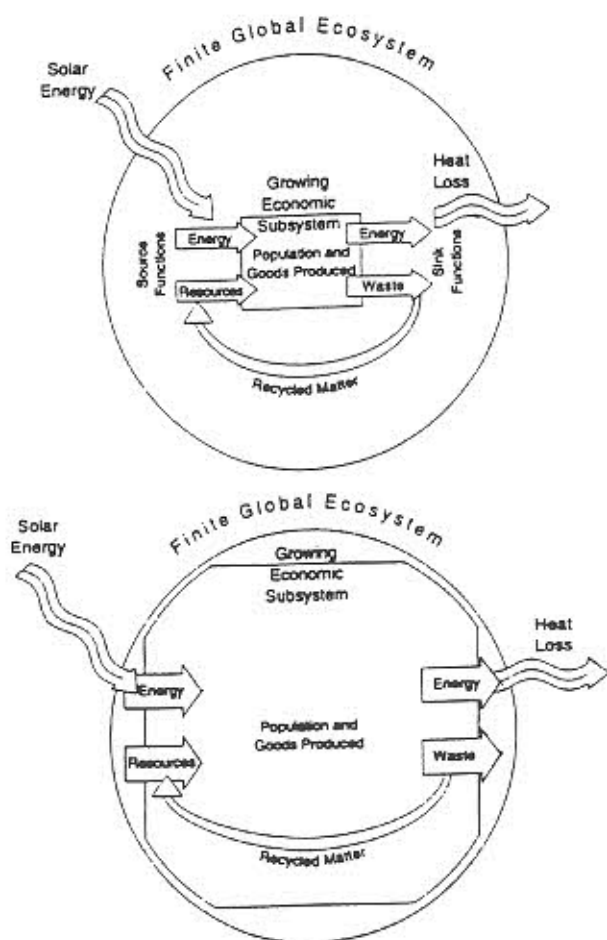 Finite Global Ecosystem
Solar
Energy
Heat
Loss
Growing
Economic
Subsystem
Source
Functions
Energy
Energy
Population and
Goods Produced
Resources
Waste
Sink
Functions
Recycled Matter
Finite Global Ecosystem
Solar
Energy
Growing
Economic
Subsystem
Heat
Loss
Energy
Energy
Population and
Goods Produced
Resources
Waste
Recycled Matter